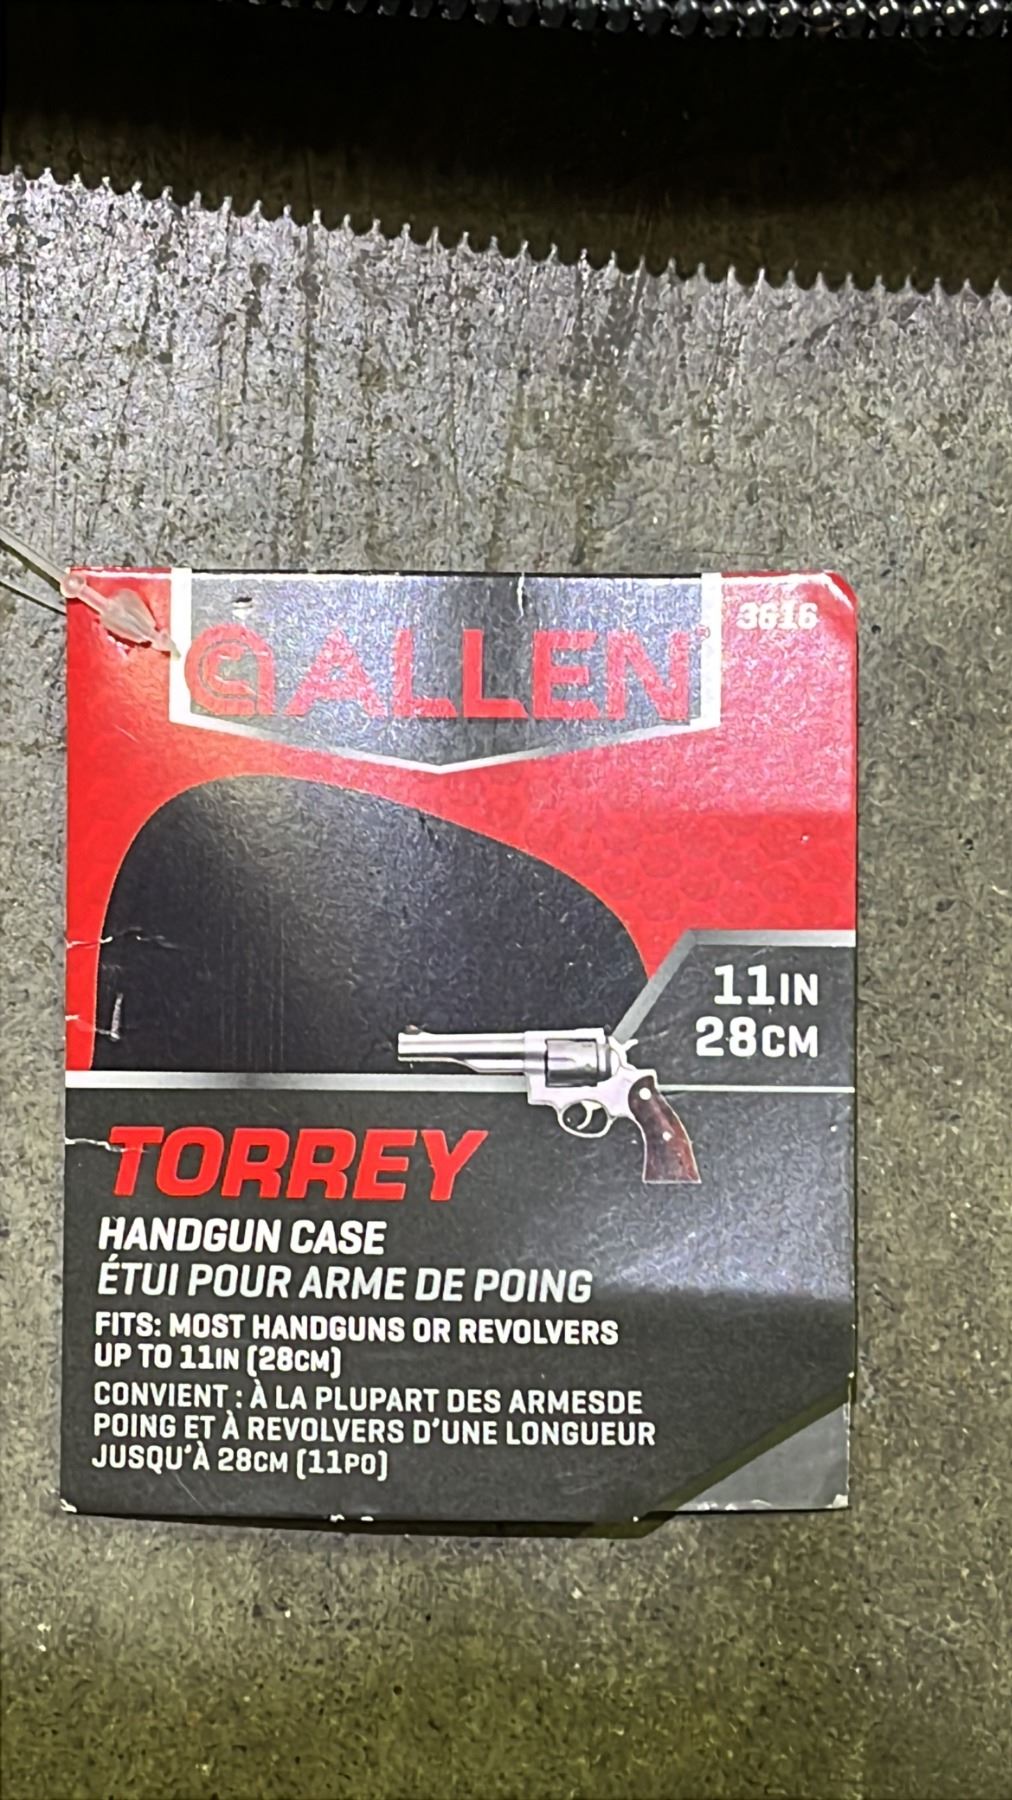 ALLEN®
3616
11IN
28CM
TORREY
HANDGUN CASE
ÉTUI POUR ARME DE POING
FITS: MOST HANDGUNS OR REVOLVERS
UP TO 11IN (28CM)
CONVIENT : À LA PLUPART DES ARMESDE
POING ET À REVOLVERS D'UNE LONGUEUR
JUSQU'À 28CM (11PO)